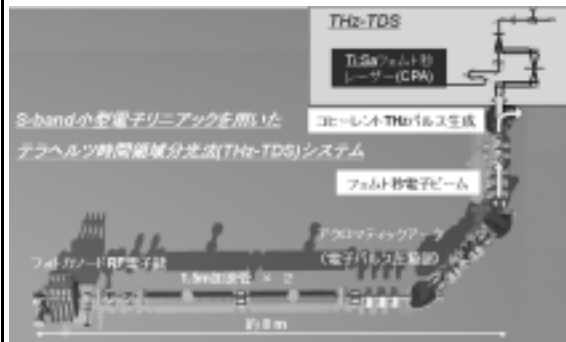 THz-TDS
Ti:Saフェムト秒
レーザー(CPA)
S-band小型電子リニアックを用いた
コヒーレントTHzパルス生成
テラヘルツ時間領域分光法(THz-TDS)システム
フェムト秒電子ビーム
アクロマティックアーク
(電子パルス圧縮部)
フォトカソードRF電子銃
1.5m加速管 × 2
約8m